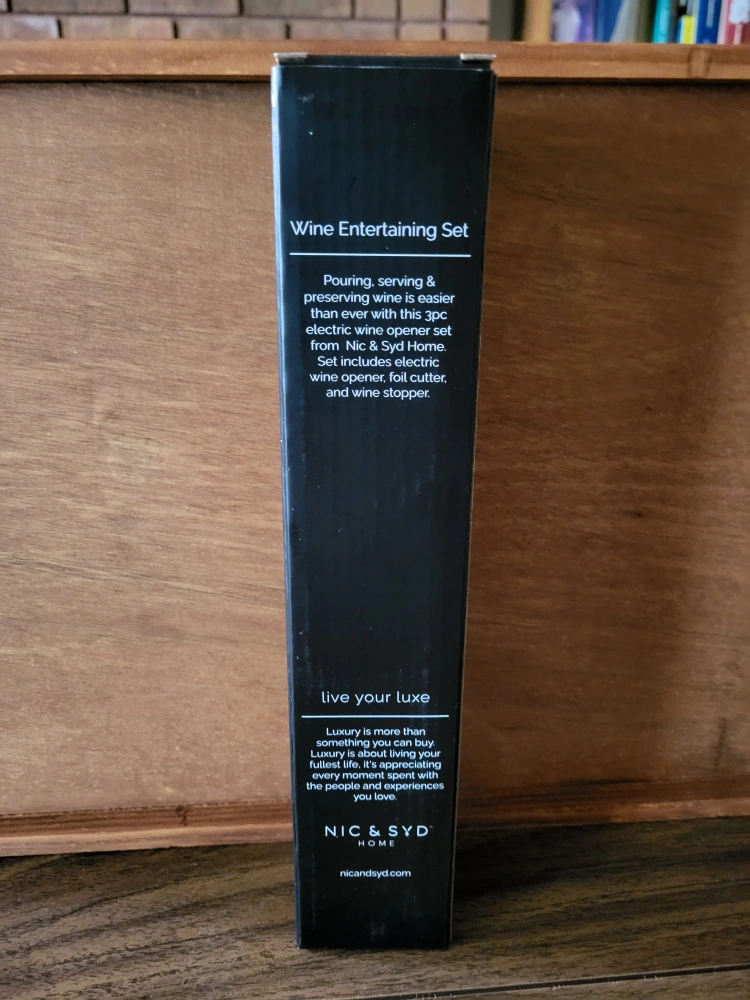 Wine Entertaining Set
Pouring, serving &
preserving wine is easier
than ever with this 3pc
electric wine opener set
from Nic & Syd Home.
Set includes electric
wine opener, foil cutter,
and wine stopper.
live your luxe
Luxury is more than
something you can buy.
Luxury is about living your
fullest life, it's appreciating
every moment spent with
the people and experiences
you love.
NIC & SYD®
HOME
nicandsyd.com